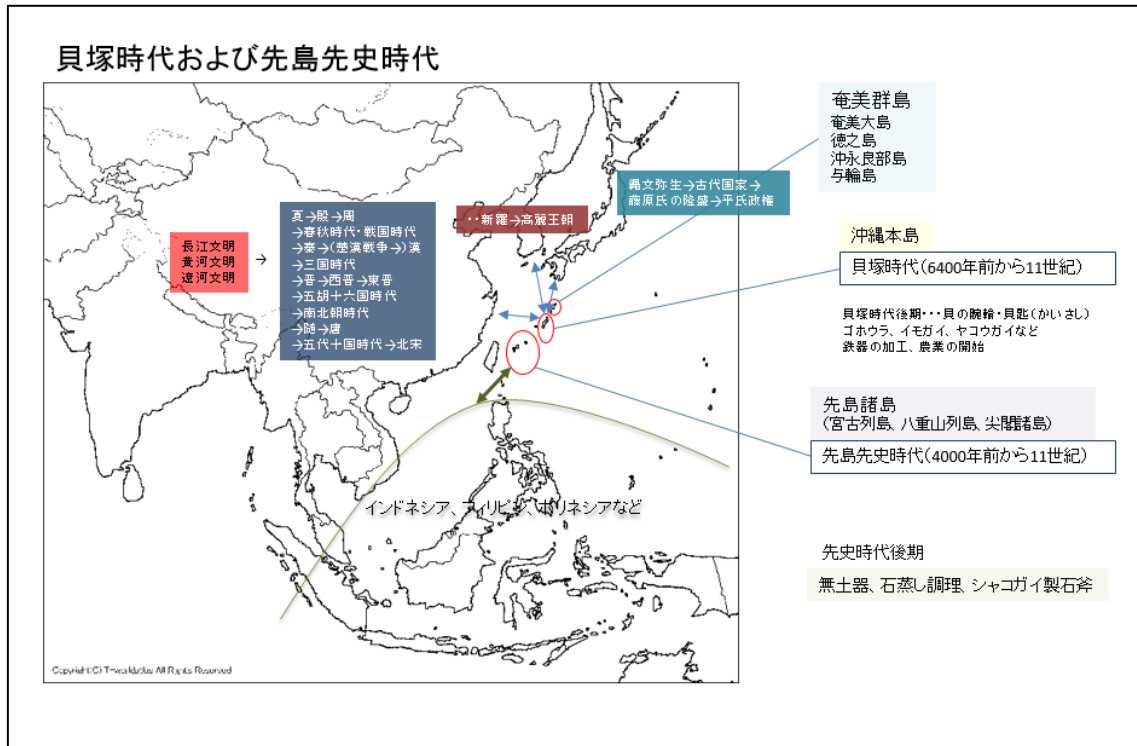 貝塚時代および先島先史時代
長江文明
黄河文明
遼河文明
→
夏→殷→周
→春秋時代・戦国時代
→秦→(楚漢戦争→)漢
→三国時代
→晋→西晋→東晋
→五胡十六国時代
→南北朝時代
→随→唐
→五代十国時代→北宋
・・新羅→高麗王朝
縄文弥生→古代国家→
藤原氏の隆盛→平氏政権
奄美群島
奄美大島
徳之島
沖永良部島
与輪島
沖縄本島
貝塚時代(6400年前から11世紀)
貝塚時代後期・・・貝の腕輪・貝匙(かいさし)
ゴホウラ、イモガイ、ヤコウガイなど
鉄器の加工、農業の開始
先島諸島
(宮古列島、八重山列島、尖閣諸島)
先島先史時代(4000年前から11世紀)
インドネシア、フィリピン、ポリネシアなど
先史時代後期
無土器、石蒸し調理、シャコガイ製石斧
All Rights Reserved